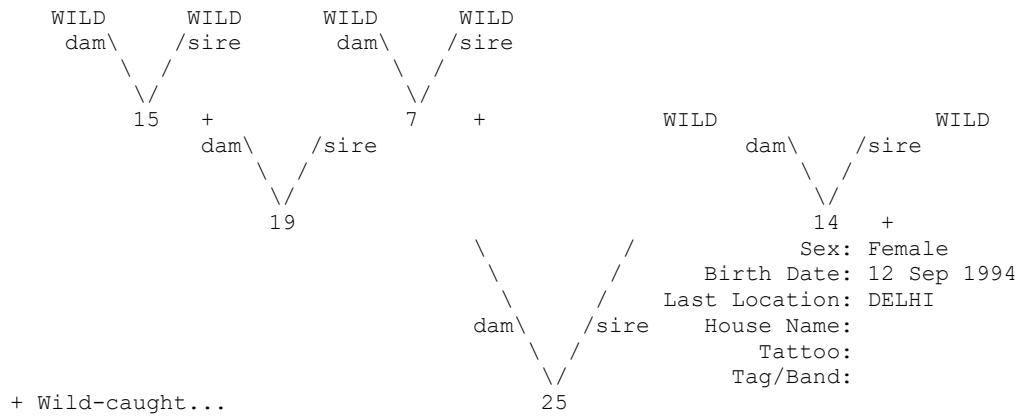 WILD WILD WILD WILD
dam\ /sire dam\ /sire
\ / \ /
\/ \/
15 + 7 + WILD WILD
dam\ /sire dam\ /sire
\ / \ /
\/ \/
19 14 +
\ / Sex: Female
\ / Birth Date: 12 Sep 1994
\ / Last Location: DELHI
dam\ /sire House Name:
\ / Tattoo:
\/ Tag/Band:
+ Wild-caught... 25